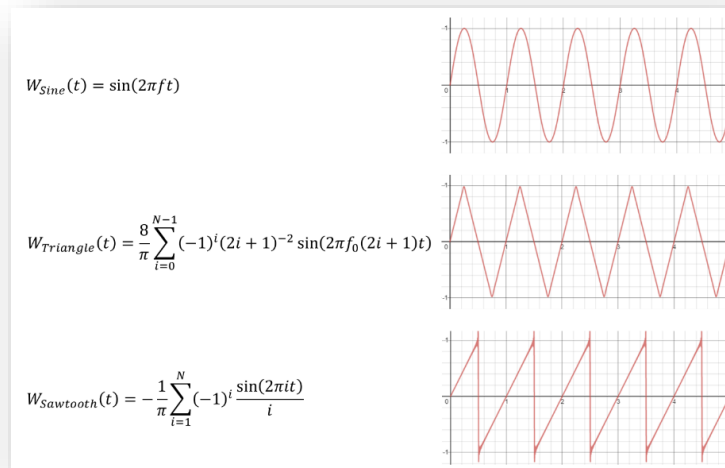 W_Sine(t) = sin(2πft)
W_Triangle(t) = 8/π ∑_{i=0}^{N−1} (−1)^i (2i + 1)^{−2} sin(2πf₀(2i + 1)t)
W_Sawtooth(t) = −1/π ∑_{i=1}^{N} (−1)^i sin(2πit)/i